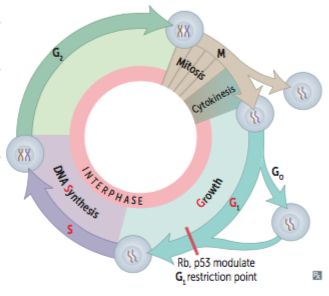 G2
M
Mitosis
Cytokinesis
INTERPHASE
DNA Synthesis
Growth
G0
G1
S
Rb, p53 modulate
G1 restriction point